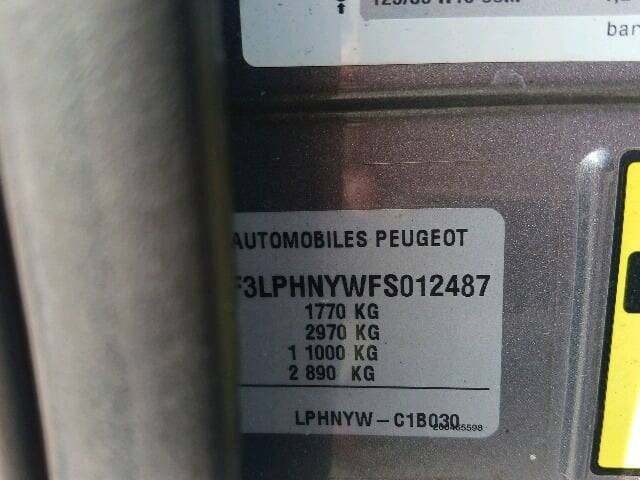 bar
AUTOMOBILES PEUGEOT
F3LPHNYWFS012487
1770 KG
2970 KG
1 1000 KG
2 890 KG
LPHNYW-C1B030